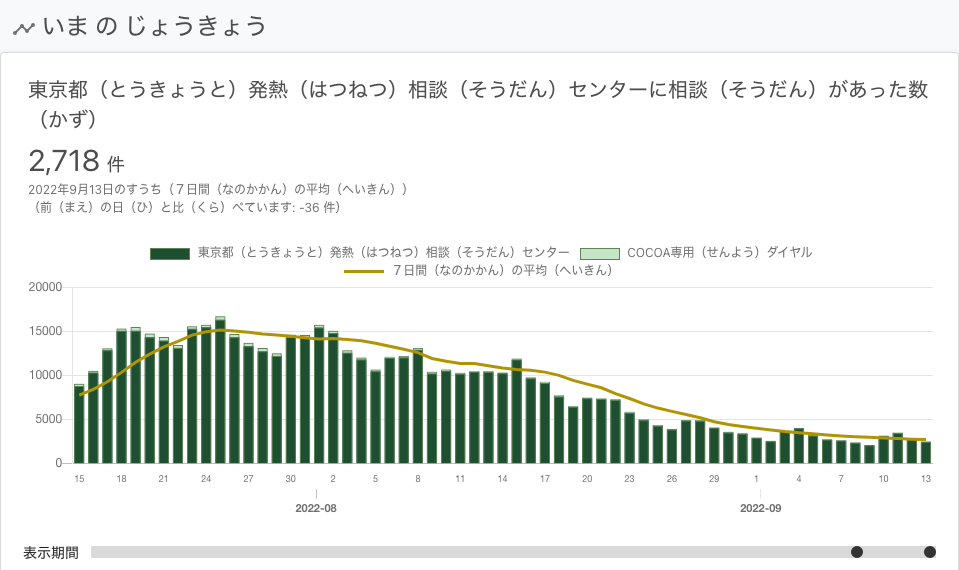 いま の じょうきょう
東京都（とうきょうと）発熱（はつねつ）相談（そうだん）センターに相談（そうだん）があった数
（かず）
2,718 件
2022年9月13日のすうち（７日間（なのかかん）の平均（へいきん））
（前（まえ）の日（ひ）と比（くら）べています: -36 件）
東京都（とうきょうと）発熱（はつねつ）相談（そうだん）センター COCOA専用（せんよう）ダイヤル
７日間（なのかかん）の平均（へいきん）
20000
15000
10000
5000
0
15 18 21 24 27 30 2 5 8 11 14 17 20 23 26 29 1 4 7 10 13
2022-08 2022-09
表示期間